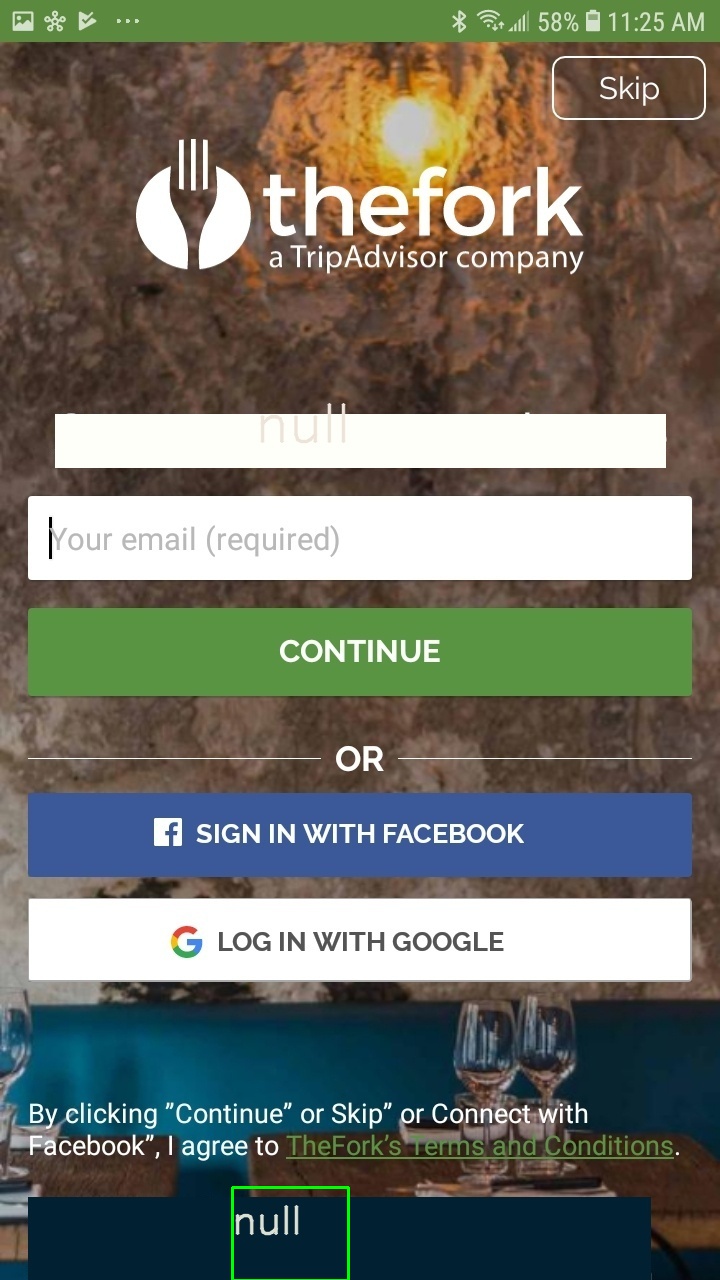 58% 11:25 AM
Skip
thefork
a TripAdvisor company
null
Your email (required)
CONTINUE
OR
SIGN IN WITH FACEBOOK
LOG IN WITH GOOGLE
By clicking ”Continue” or Skip” or Connect with
Facebook”, I agree to TheFork’s Terms and Conditions.
null